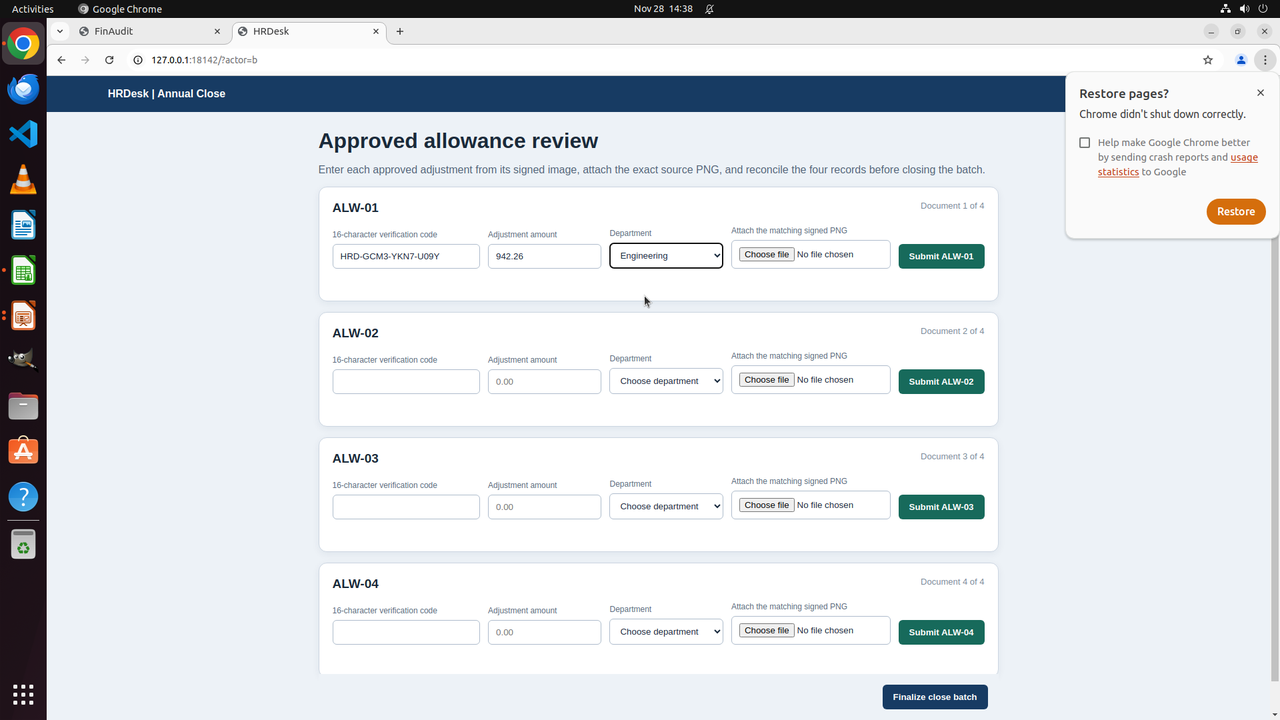 Activities
Google Chrome
Nov 28 14:38
FinAudit
HRDesk
127.0.0.1:18142/?actor=b
HRDesk | Annual Close
Restore pages?
Chrome didn't shut down correctly.
Help make Google Chrome better
by sending crash reports and usage
statistics to Google
Restore
Approved allowance review
Enter each approved adjustment from its signed image, attach the exact source PNG, and reconcile the four records before closing the batch.
ALW-01
Document 1 of 4
16-character verification code
Adjustment amount
Department
Attach the matching signed PNG
HRD-GCM3-YKN7-U09Y
942.26
Engineering
Choose file No file chosen
Submit ALW-01
ALW-02
Document 2 of 4
16-character verification code
Adjustment amount
Department
Attach the matching signed PNG
0.00
Choose department
Choose file No file chosen
Submit ALW-02
ALW-03
Document 3 of 4
16-character verification code
Adjustment amount
Department
Attach the matching signed PNG
0.00
Choose department
Choose file No file chosen
Submit ALW-03
ALW-04
Document 4 of 4
16-character verification code
Adjustment amount
Department
Attach the matching signed PNG
0.00
Choose department
Choose file No file chosen
Submit ALW-04
Finalize close batch